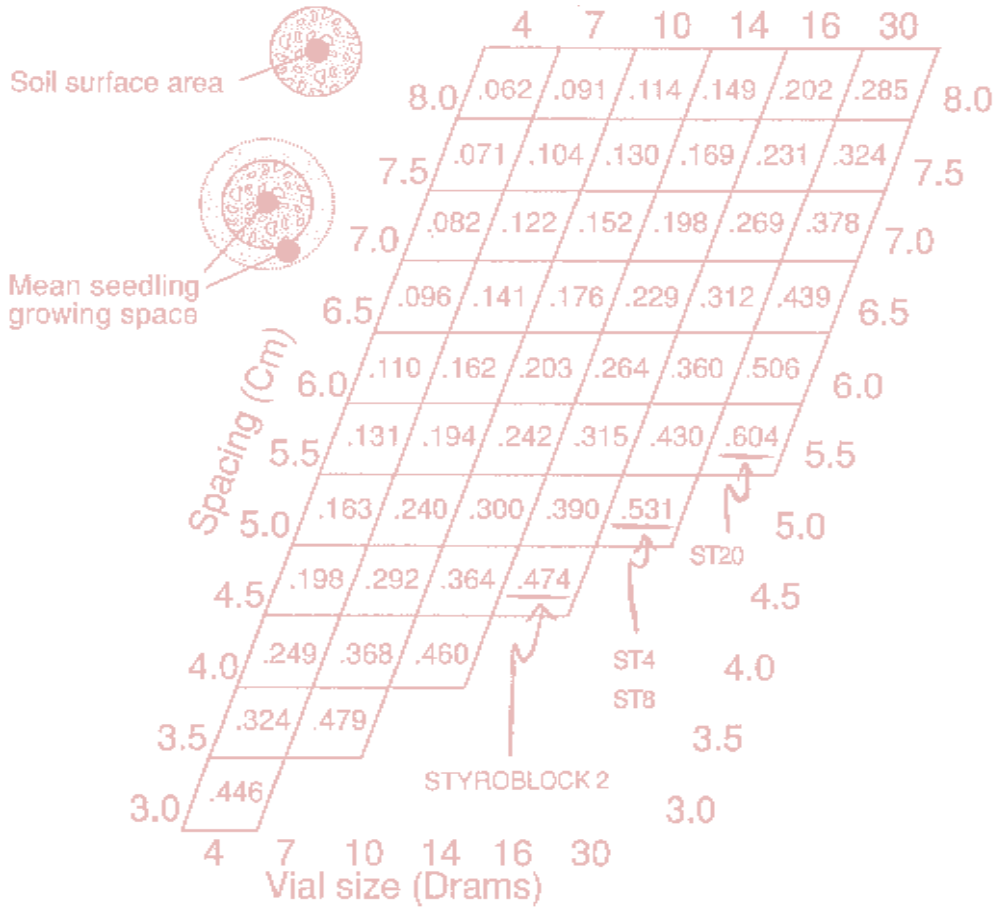 4 7 10 14 16 30
Soil surface area
8.0 .062 .091 .114 .149 .202 .285 8.0
7.5 .071 .104 .130 .169 .231 .324 7.5
7.0 .082 .122 .152 .198 .269 .378 7.0
Mean seedling
growing space
6.5 .096 .141 .176 .229 .312 .439 6.5
6.0 .110 .162 .203 .264 .360 .506 6.0
5.5 .131 .194 .242 .315 .430 .604 5.5
Spacing (Cm)
5.0 .163 .240 .300 .390 .531 5.0
ST20
4.5 .198 .292 .364 .474 4.5
4.0 .249 .368 .460 4.0
ST4
ST8
3.5 .324 .479 3.5
STYROBLOCK 2
3.0 .446 3.0
4 7 10 14 16 30
Vial size (Drams)